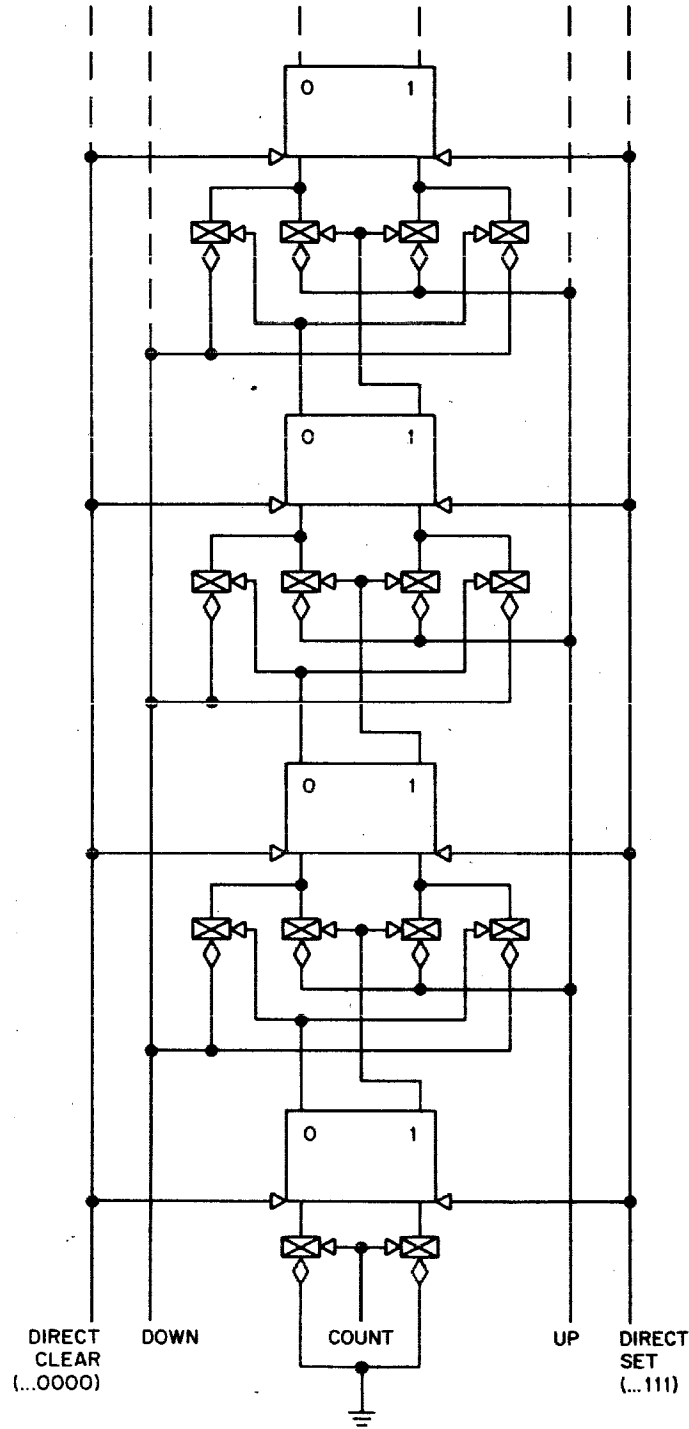 0 1
0 1
0 1
0 1
DIRECT CLEAR (...0000)
DOWN
COUNT
UP
DIRECT SET (...111)